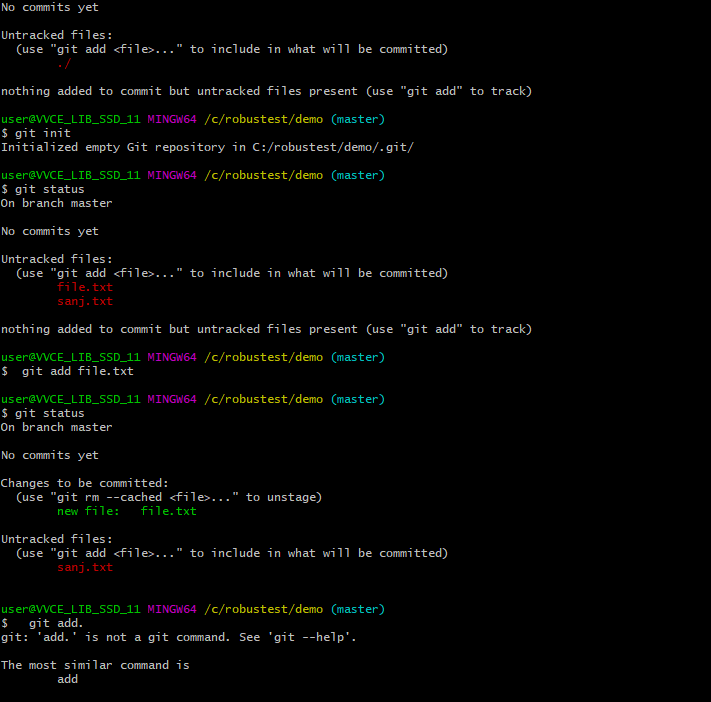 No commits yet
Untracked files:
(use "git add <file>..." to include in what will be committed)
./
nothing added to commit but untracked files present (use "git add" to track)
user@VVCE_LIB_SSD_11 MINGW64 /c/robustest/demo (master)
$ git init
Initialized empty Git repository in C:/robustest/demo/.git/
user@VVCE_LIB_SSD_11 MINGW64 /c/robustest/demo (master)
$ git status
On branch master
No commits yet
Untracked files:
(use "git add <file>..." to include in what will be committed)
file.txt
sanj.txt
nothing added to commit but untracked files present (use "git add" to track)
user@VVCE_LIB_SSD_11 MINGW64 /c/robustest/demo (master)
$  git add file.txt
user@VVCE_LIB_SSD_11 MINGW64 /c/robustest/demo (master)
$ git status
On branch master
No commits yet
Changes to be committed:
(use "git rm --cached <file>..." to unstage)
new file:   file.txt
Untracked files:
(use "git add <file>..." to include in what will be committed)
sanj.txt
user@VVCE_LIB_SSD_11 MINGW64 /c/robustest/demo (master)
$   git add.
git: 'add.' is not a git command. See 'git --help'.
The most similar command is
add